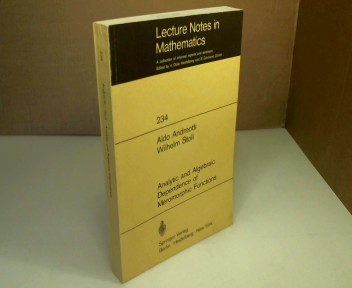 Lecture Notes in
Mathematics
A collection of informal reports and seminars
Edited by A. Dold, Heidelberg and B. Eckmann, Zürich
234
Aldo Andreotti
Wilhelm Stoll
Analytic and Algebraic
Dependence of
Meromorphic Functions
Springer-Verlag
Berlin · Heidelberg · New York